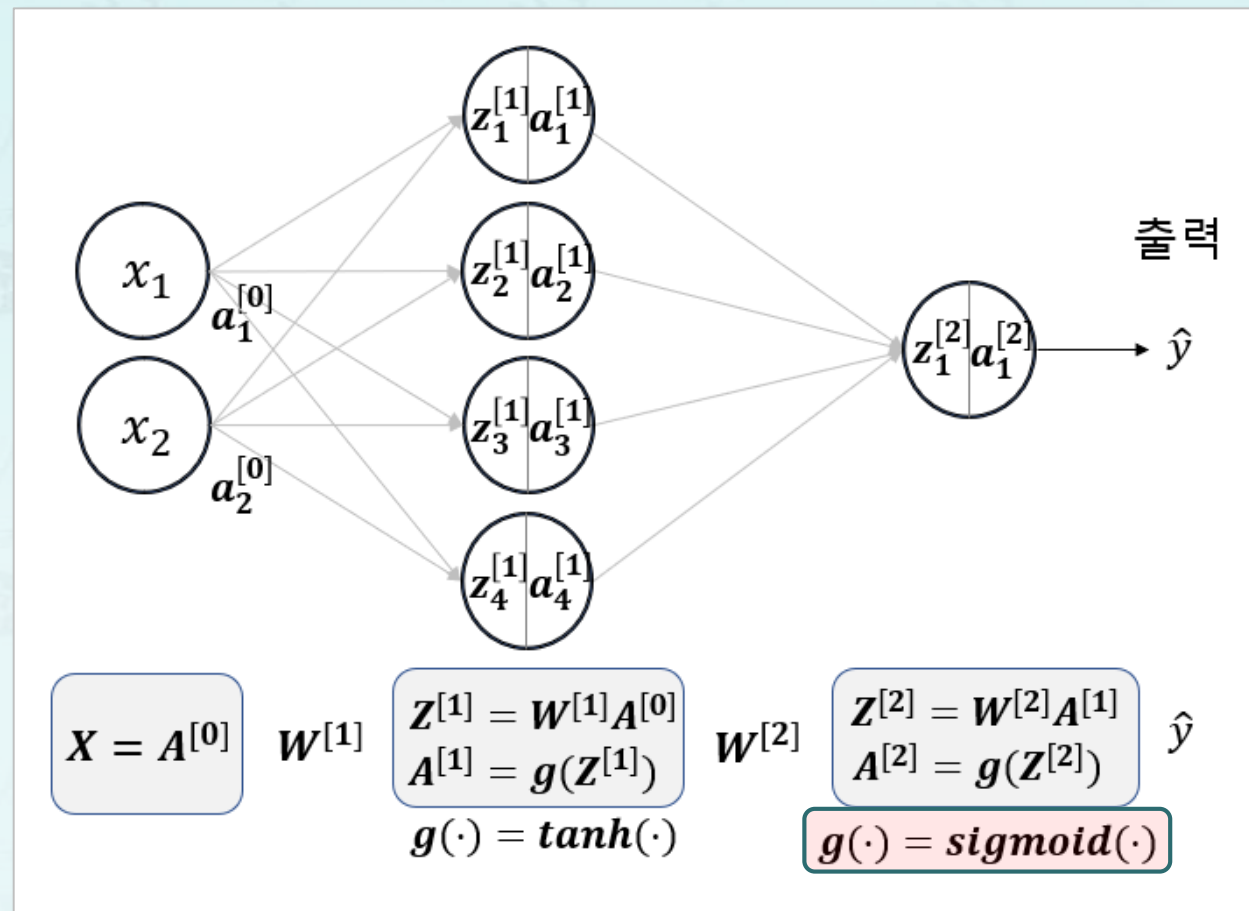 z₁^[1] a₁^[1]
x₁
a₁^[0]
z₂^[1] a₂^[1]
출력
z₁^[2] a₁^[2]
ŷ
x₂
a₂^[0]
z₃^[1] a₃^[1]
z₄^[1] a₄^[1]
X = A^[0]
W^[1]
Z^[1] = W^[1]A^[0]
A^[1] = g(Z^[1])
g(·) = tanh(·)
W^[2]
Z^[2] = W^[2]A^[1]
A^[2] = g(Z^[2])
g(·) = sigmoid(·)
ŷ